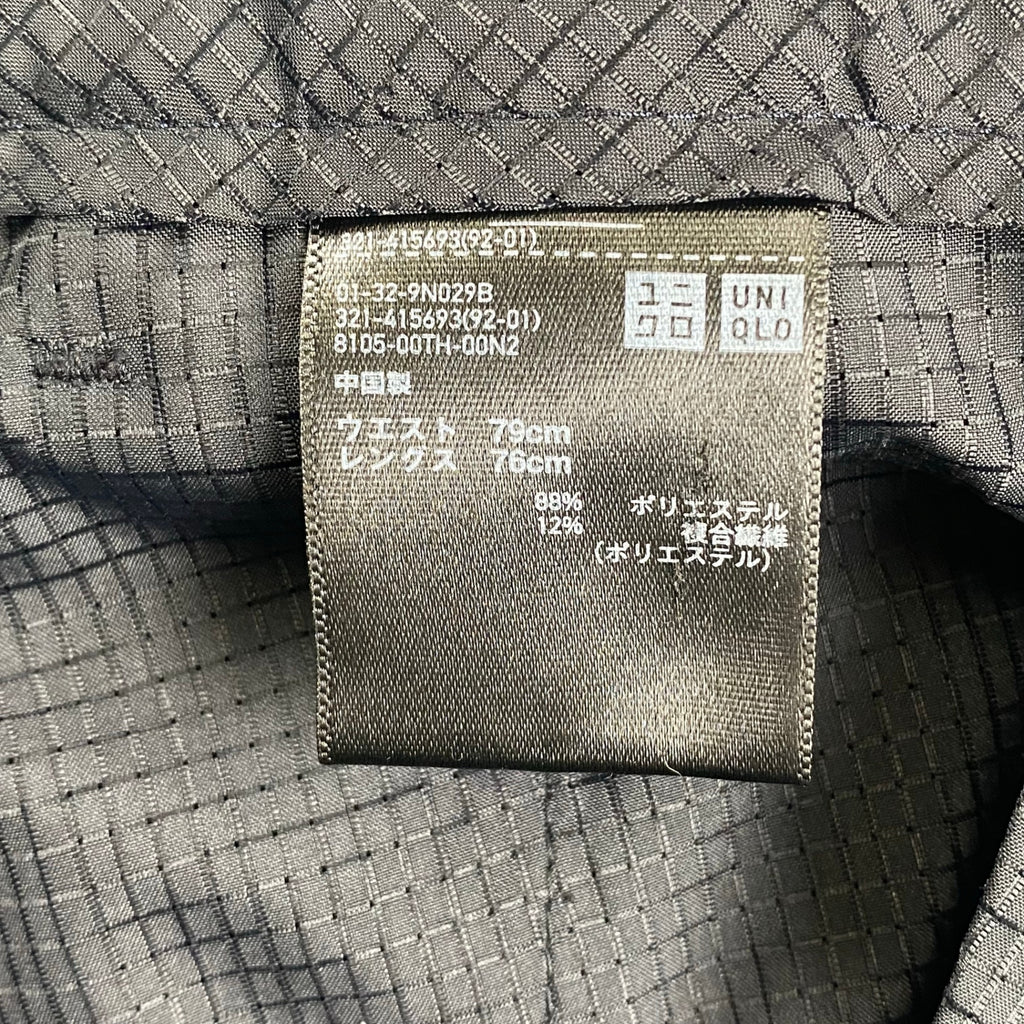 321-415693(92-01)
01-32-9N029B
321-415693(92-01)
8105-00TH-00N2
ユニ
クロ
UNI
QLO
中国製
ウエスト 79cm
レングス 76cm
88% ポリエステル
12% 複合繊維
(ポリエステル)